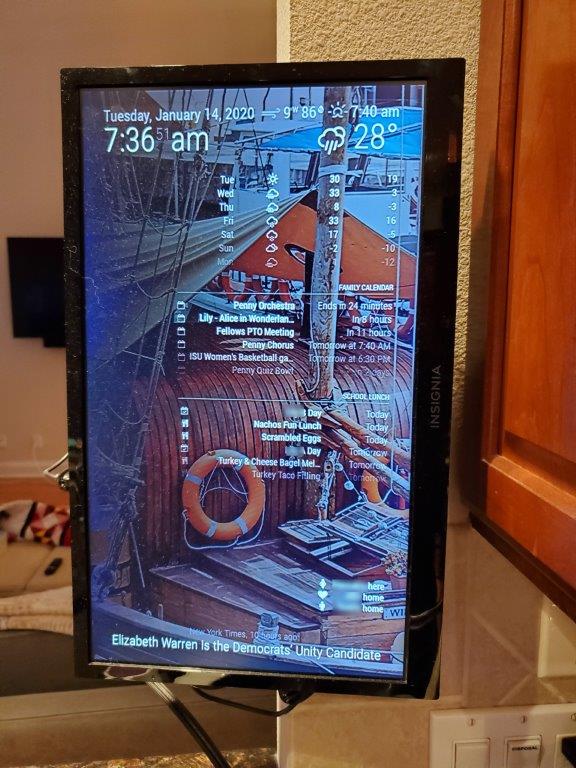 Tuesday, January 14, 2020 9 W 86 7:40 am
7:36 51 am 28°
Tue 30 19
Wed 33 3
Thu 8 -3
Fri 33 16
Sat 17 -5
Sun -2 -10
Mon -12
FAMILY CALENDAR
Penny Orchestra Ends in 24 minutes
Lily - Alice in Wonderlan... In 8 hours
Fellows PTO Meeting In 11 hours
Penny Chorus Tomorrow at 7:40 AM
ISU Women's Basketball ga... Tomorrow at 6:30 PM
Penny Quiz Bowl In 2 days
SCHOOL LUNCH
Day Today
Nachos Fun Lunch Today
Scrambled Eggs Today
Day Tomorrow
Turkey & Cheese Bagel Mel... Tomorrow
Turkey Taco Filling Tomorrow
here
home
home
New York Times, 10 hours ago:
Elizabeth Warren Is the Democrats' Unity Candidate
INSIGNIA
DISPOSAL